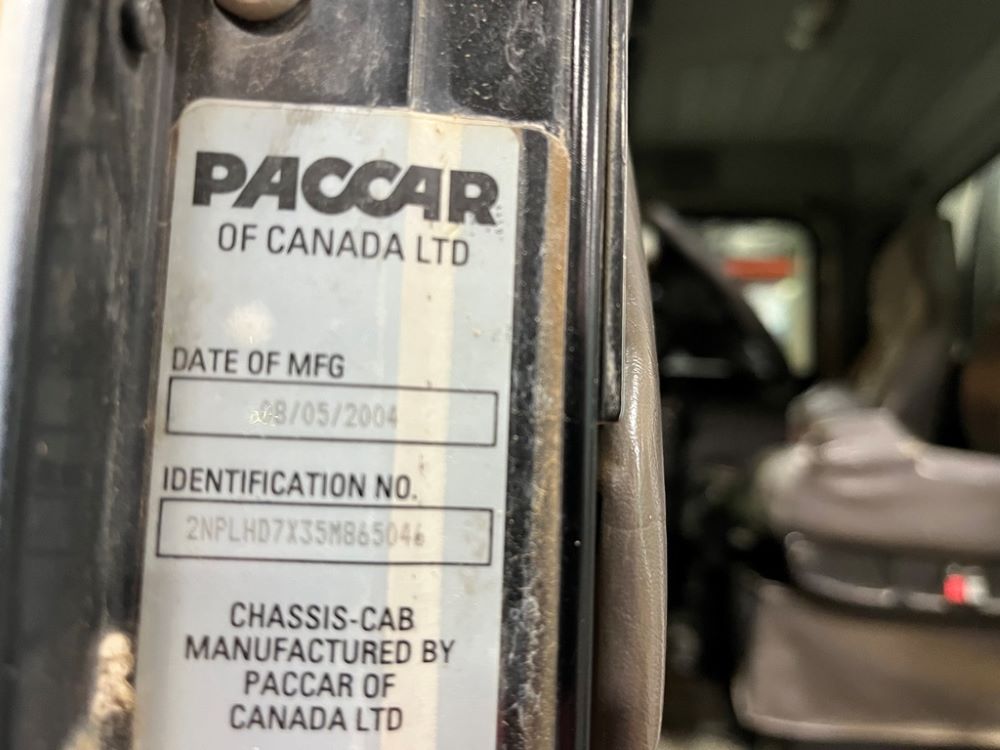 PACCAR
OF CANADA LTD
DATE OF MFG
08/05/2004
IDENTIFICATION NO.
2NPLHD7X35M865046
CHASSIS-CAB
MANUFACTURED BY
PACCAR OF
CANADA LTD